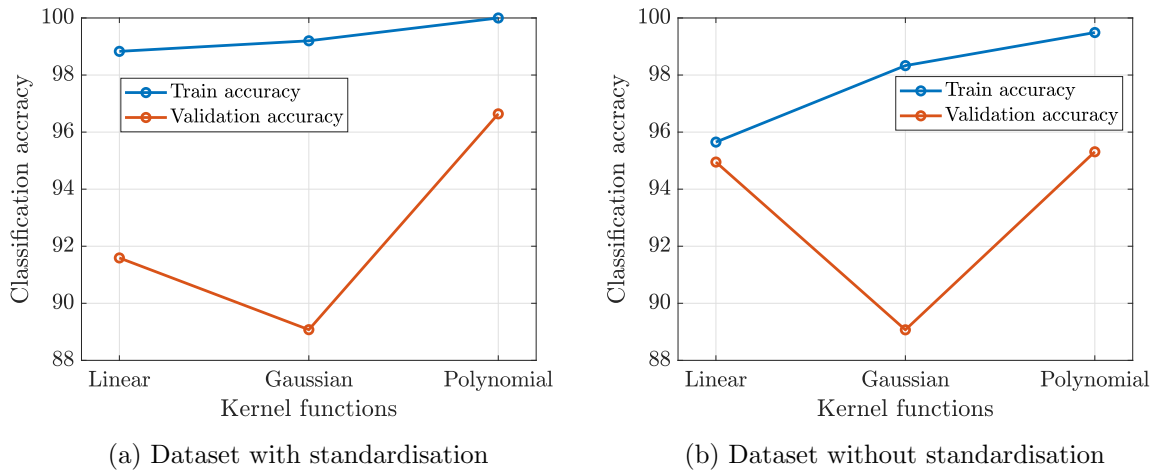 100
98
96
94
92
90
88
Classification accracy
Train accuracy
Validation accuracy
Linear
Gaussian
Polynomial
Kernel functions
(a) Dataset with standardisation
100
98
96
94
92
90
88
Classification accracy
Train accuracy
Validation accuracy
Linear
Gaussian
Polynomial
Kernel functions
(b) Dataset without standardisation